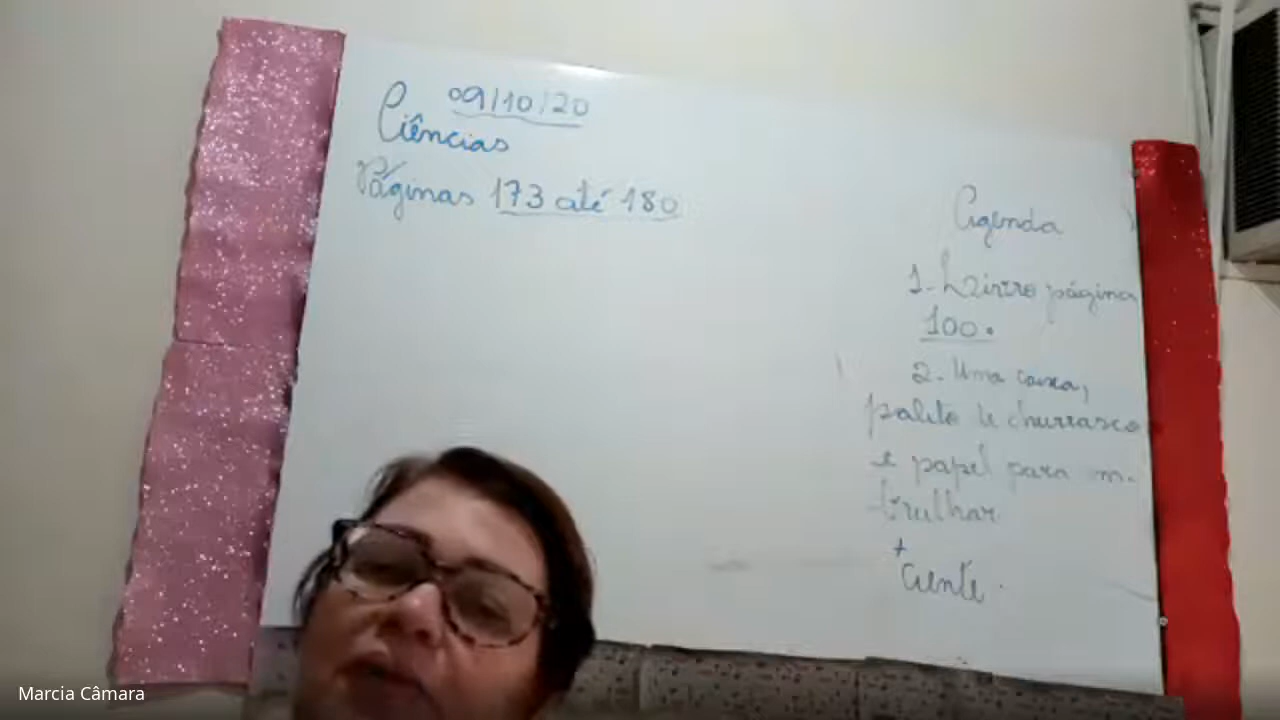 09/10/20
Ciências
Páginas 173 até 180
Agenda
1. Livro página
100.
2. Uma caixa,
palito de churrasco
e papel para em-
brulhar
+ Ciente.
Marcia Câmara